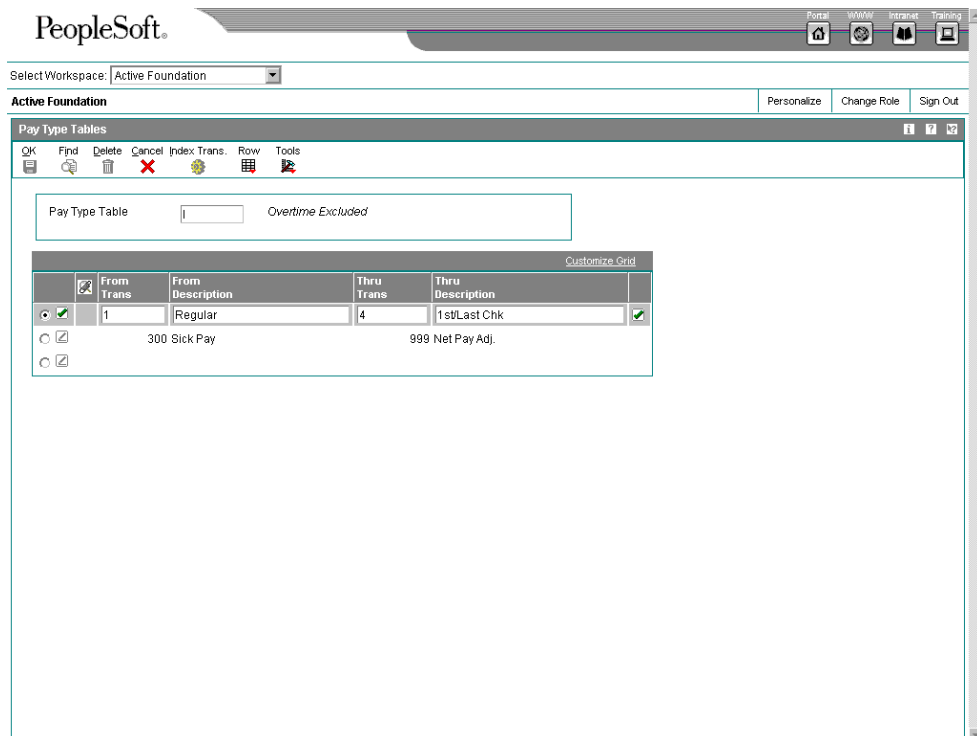 Portal WWW Intranet Training
PeopleSoft.
Select Workspace: Active Foundation
Active Foundation Personalize Change Role Sign Out
Pay Type Tables
OK Find Delete Cancel Index Trans. Row Tools
Pay Type Table I Overtime Excluded
Customize Grid
From Trans From Description Thru Trans Thru Description
1 Regular 4 1st/Last Chk
300 Sick Pay 999 Net Pay Adj.